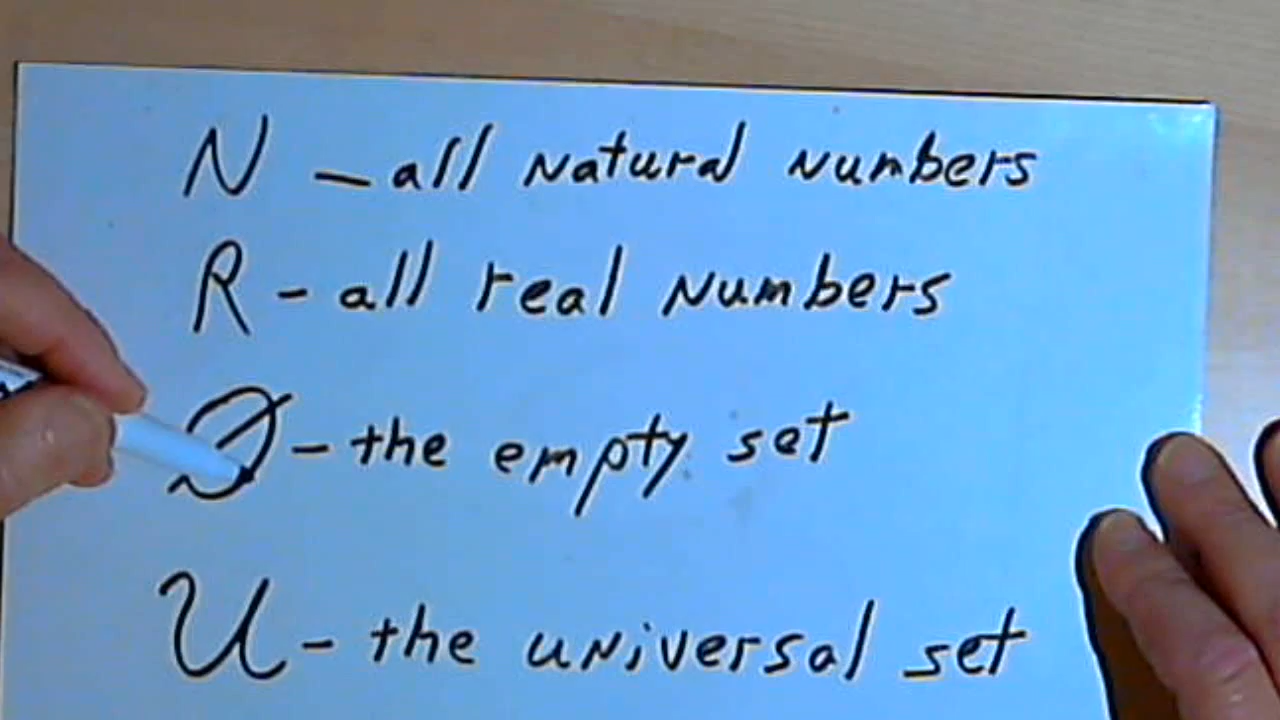 N - all natural numbers
R - all real numbers
Ø - the empty set
U - the universal set